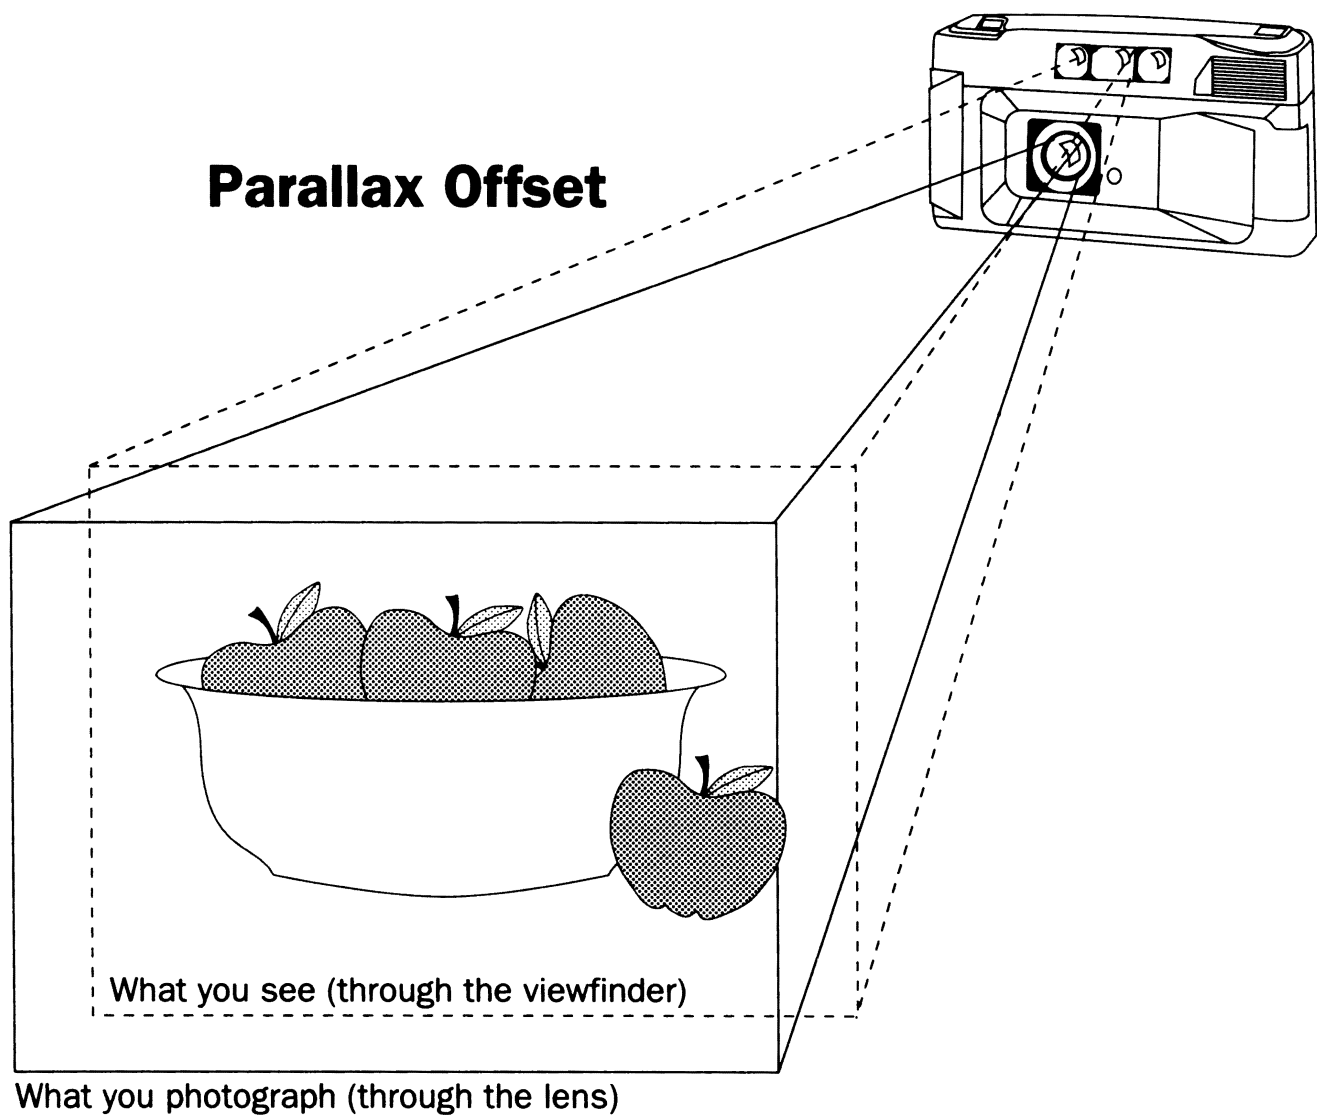 Parallax Offset
What you see (through the viewfinder)
What you photograph (through the lens)